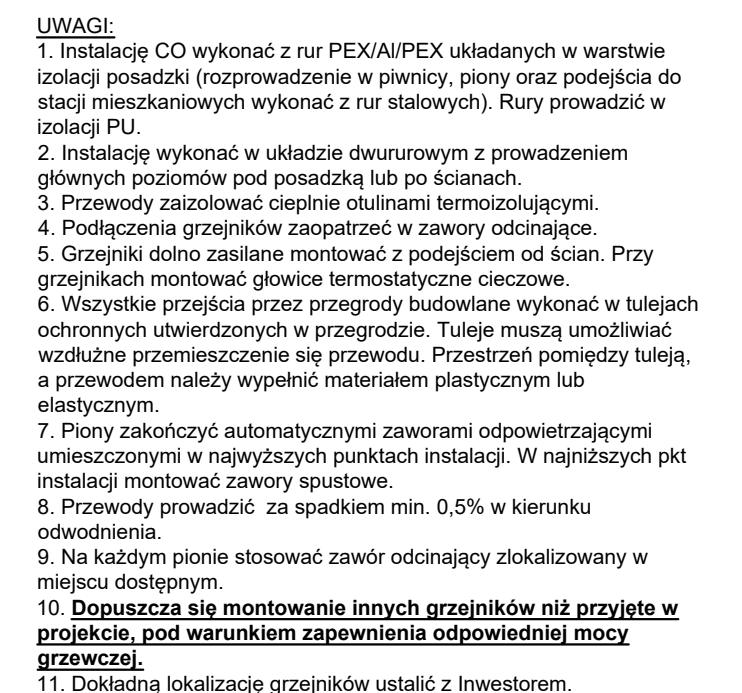 UWAGI:
1. Instalację CO wykonać z rur PEX/Al/PEX układanych w warstwie
izolacji posadzki (rozprowadzenie w piwnicy, piony oraz podejścia do
stacji mieszkaniowych wykonać z rur stalowych). Rury prowadzić w
izolacji PU.
2. Instalację wykonać w układzie dwururowym z prowadzeniem
głównych poziomów pod posadzką lub po ścianach.
3. Przewody zaizolować cieplnie otulinami termoizolującymi.
4. Podłączenia grzejników zaopatrzeć w zawory odcinające.
5. Grzejniki dolno zasilane montować z podejściem od ścian. Przy
grzejnikach montować głowice termostatyczne cieczowe.
6. Wszystkie przejścia przez przegrody budowlane wykonać w tulejach
ochronnych utwierdzonych w przegrodzie. Tuleje muszą umożliwiać
wzdłużne przemieszczenie się przewodu. Przestrzeń pomiędzy tuleją,
a przewodem należy wypełnić materiałem plastycznym lub
elastycznym.
7. Piony zakończyć automatycznymi zaworami odpowietrzającymi
umieszczonymi w najwyższych punktach instalacji. W najniższych pkt
instalacji montować zawory spustowe.
8. Przewody prowadzić  za spadkiem min. 0,5% w kierunku
odwodnienia.
9. Na każdym pionie stosować zawór odcinający zlokalizowany w
miejscu dostępnym.
10. Dopuszcza się montowanie innych grzejników niż przyjęte w
projekcie, pod warunkiem zapewnienia odpowiedniej mocy
grzewczej.
11. Dokładną lokalizację grzejników ustalić z Inwestorem.